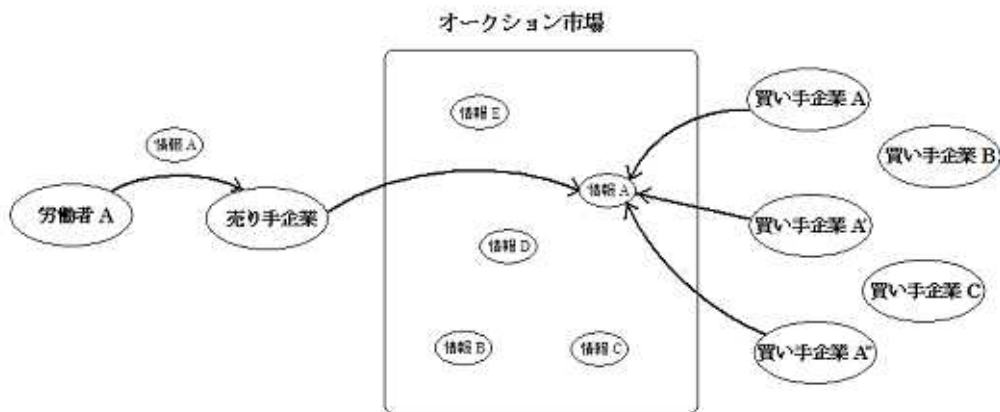 オークション市場
情報 E
買い手企業 A
情報 A
買い手企業 B
労働者 A
売り手企業
情報 A
買い手企業 A'
情報 D
買い手企業 C
情報 B
情報 C
買い手企業 A"